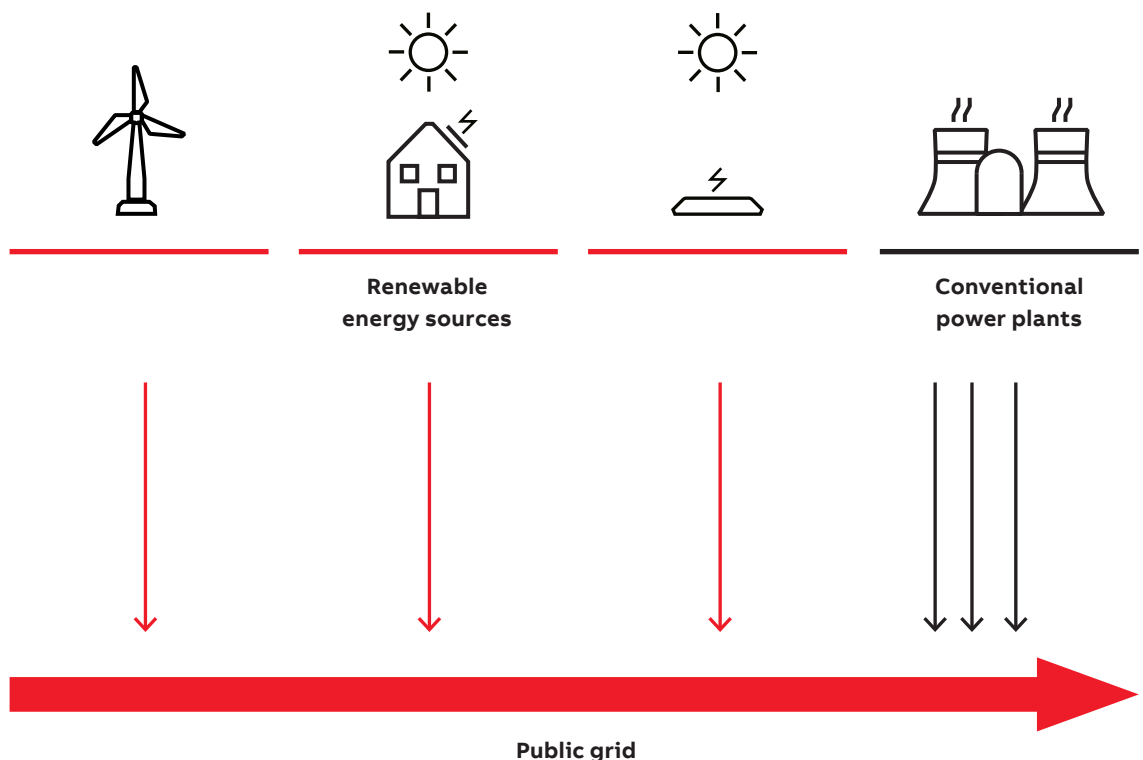 Renewable
energy sources
Conventional
power plants
Public grid